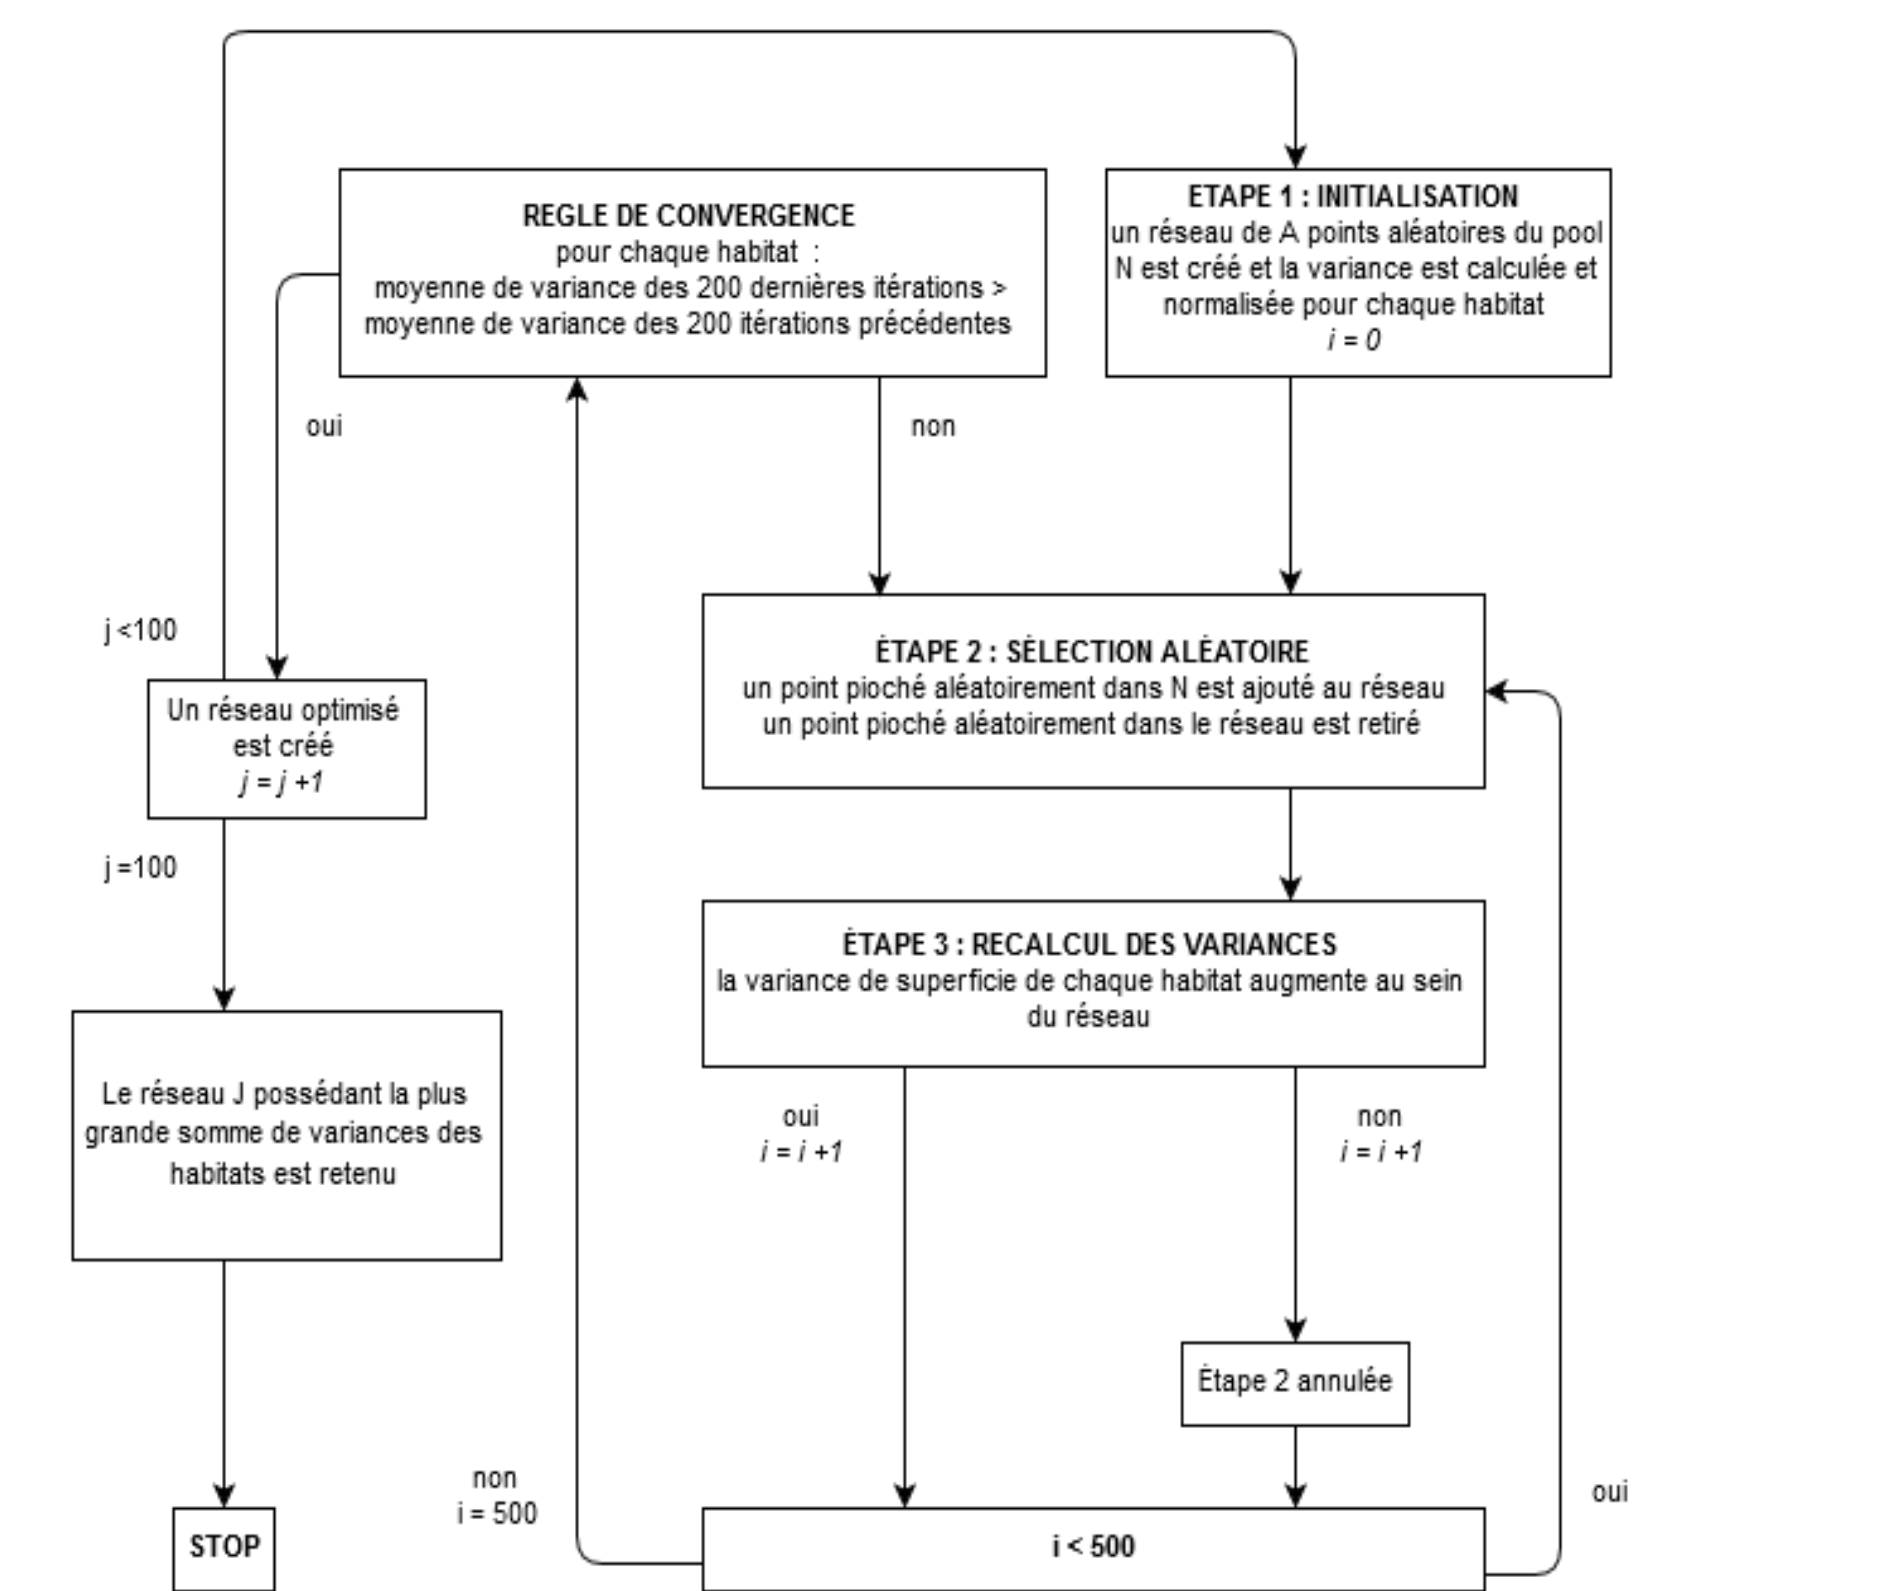 REGLE DE CONVERGENCE
pour chaque habitat :
moyenne de variance des 200 dernières itérations >
moyenne de variance des 200 itérations précédentes
ETAPE 1 : INITIALISATION
un réseau de A points aléatoires du pool
N est créé et la variance est calculée et
normalisée pour chaque habitat
i = 0
oui
non
j <100
Un réseau optimisé
est créé
j = j +1
ÉTAPE 2 : SÉLECTION ALÉATOIRE
un point pioché aléatoirement dans N est ajouté au réseau
un point pioché aléatoirement dans le réseau est retiré
j =100
ÉTAPE 3 : RECALCUL DES VARIANCES
la variance de superficie de chaque habitat augmente au sein
du réseau
Le réseau J possédant la plus
grande somme de variances des
habitats est retenu
oui
i = i +1
non
i = i +1
Étape 2 annulée
non
i = 500
oui
STOP
i < 500